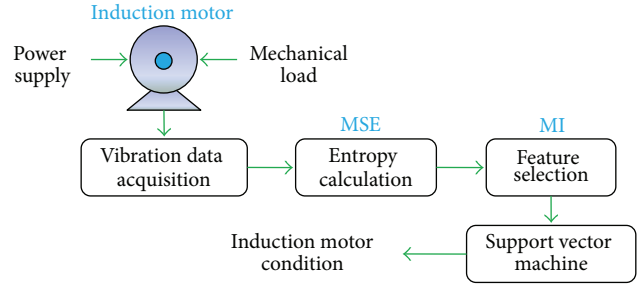 Induction motor
Power
supply
Mechanical
load
MSE
MI
Vibration data
acquisition
Entropy
calculation
Feature
selection
Induction motor
condition
Support vector
machine